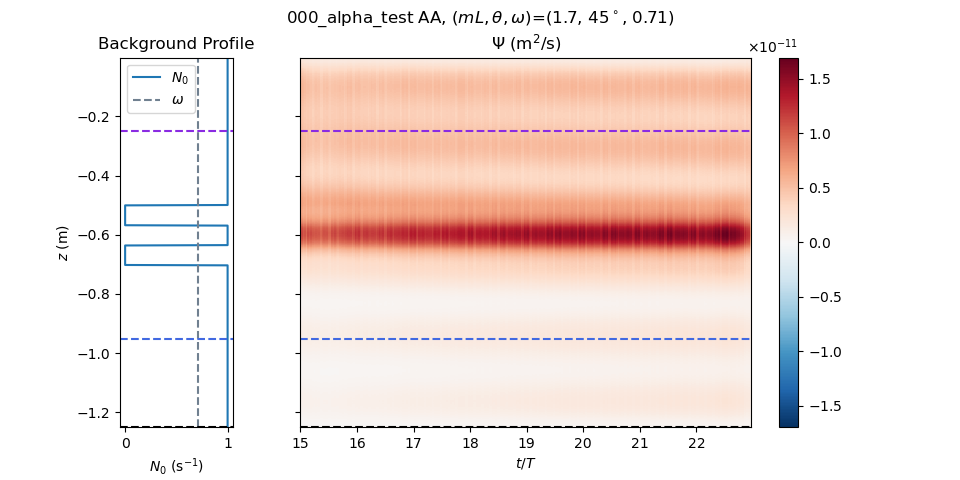 000_alpha_test AA, (mL, θ, ω)=(1.7, 45°, 0.71)
Background Profile
Ψ (m²/s)
×10⁻¹¹
N₀
ω
−0.2
−0.4
−0.6
−0.8
−1.0
−1.2
z (m)
0 1
N₀ (s⁻¹)
15 16 17 18 19 20 21 22
t/T
1.5
1.0
0.5
0.0
−0.5
−1.0
−1.5